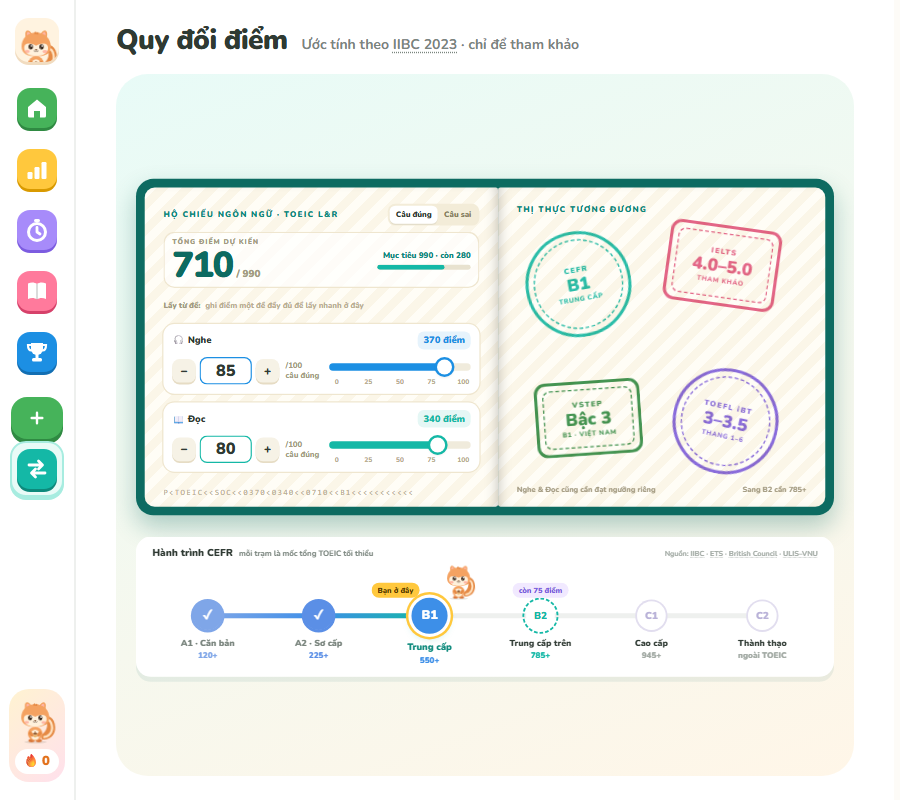 Quy đổi điểm
Ước tính theo IIBC 2023 · chỉ để tham khảo
HỘ CHIẾU NGÔN NGỮ · TOEIC L&R
Câu đúng
Câu sai
TỔNG ĐIỂM DỰ KIẾN
710 / 990
Mục tiêu 990 · còn 280
Lấy từ đề: ghi điểm một đề đầy đủ để lấy nhanh ở đây
Nghe
370 điểm
−
85
+
/100
câu đúng
0 25 50 75 100
Đọc
340 điểm
−
80
+
/100
câu đúng
0 25 50 75 100
P<TOEIC<<SOC<<0370<0340<<0710<<B1<<<<<<<<<<<
THỊ THỰC TƯƠNG ĐƯƠNG
CEFR
B1
TRUNG CẤP
IELTS
4.0–5.0
THAM KHẢO
VSTEP
Bậc 3
B1 · VIỆT NAM
TOEFL iBT
3–3.5
THANG 1–6
Nghe & Đọc cũng cần đạt ngưỡng riêng
Sang B2 cần 785+
Hành trình CEFR
mỗi trạm là mốc tổng TOEIC tối thiểu
Nguồn: IIBC · ETS · British Council · ULIS–VNU
Bạn ở đây
còn 75 điểm
B1
B2
C1
C2
A1 · Căn bản
120+
A2 · Sơ cấp
225+
Trung cấp
550+
Trung cấp trên
785+
Cao cấp
945+
Thành thạo
ngoài TOEIC
0